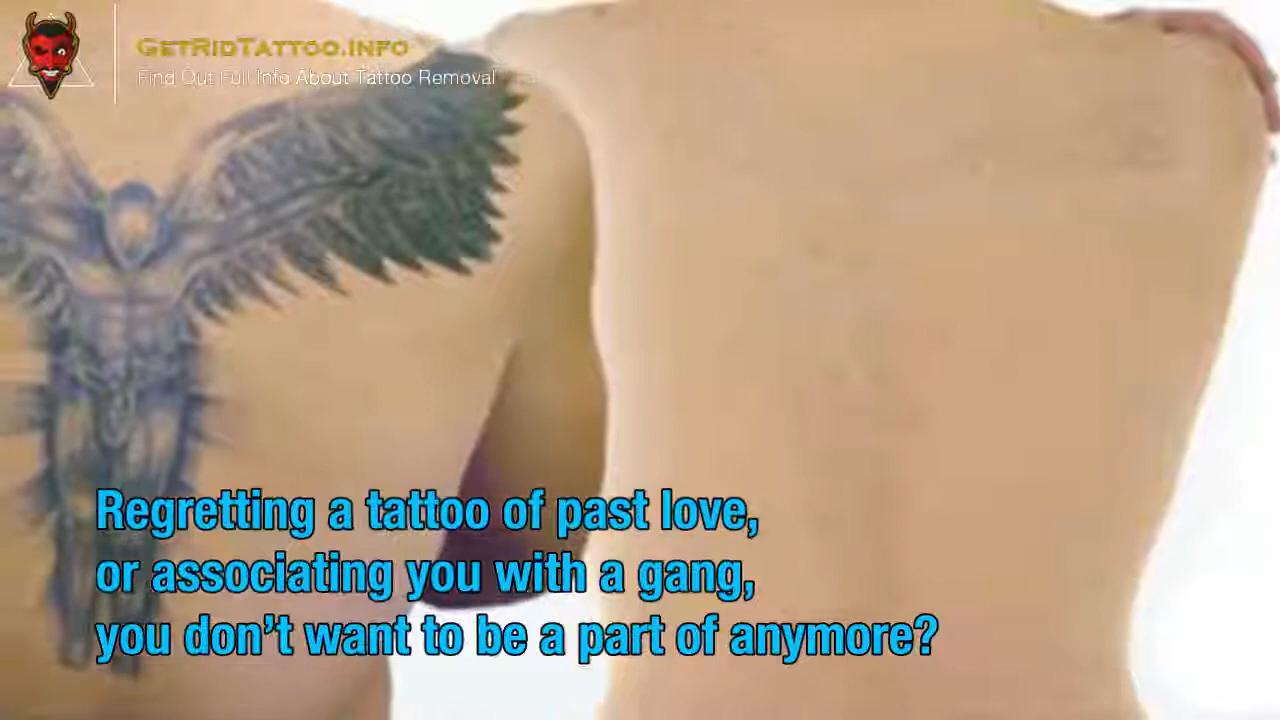 GetRidTattoo.info
Find Out Full Info About Tattoo Removal
Regretting a tattoo of past love,
or associating you with a gang,
you don't want to be a part of anymore?